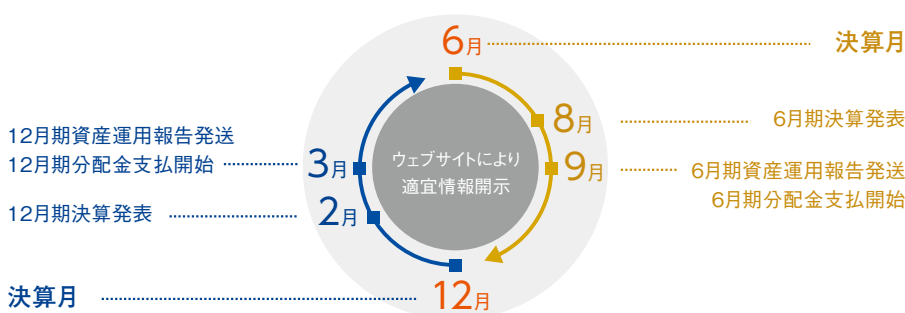 6月
決算月
8月
6月期決算発表
9月
6月期資産運用報告発送
6月期分配金支払開始
12月
決算月
2月
12月期決算発表
3月
12月期資産運用報告発送
12月期分配金支払開始
ウェブサイトにより
適宜情報開示